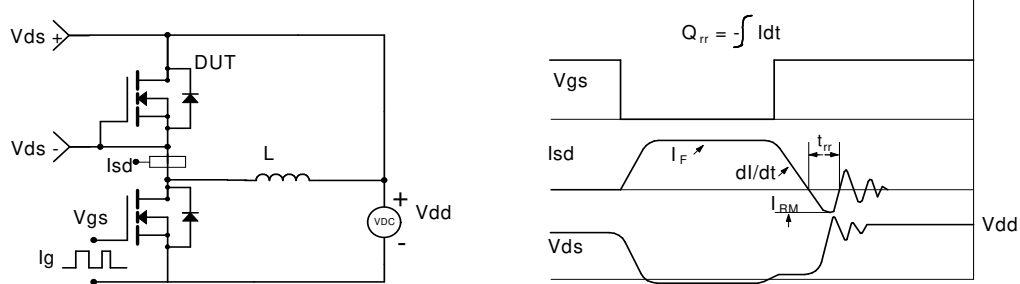 Vds +
DUT
Vds -
Isd
L
Vgs
Ig
VDC
+
-
Vdd
Q rr = -∫ Idt
Vgs
Isd
I F
dI/dt
t rr
I RM
Vds
Vdd